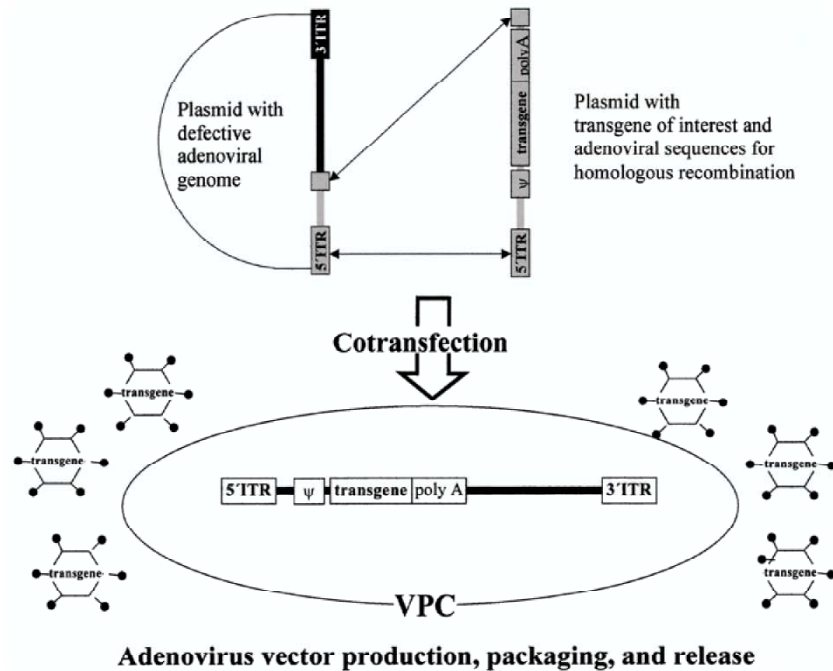 3´ITR
Plasmid with
defective
adenoviral
genome
5´ITR
poly A
transgene
ψ
5´ITR
Plasmid with
transgene of interest and
adenoviral sequences for
homologous recombination
Cotransfection
transgene
transgene
transgene
transgene
transgene
transgene
5´ITR ψ transgene poly A 3´ITR
VPC
Adenovirus vector production, packaging, and release